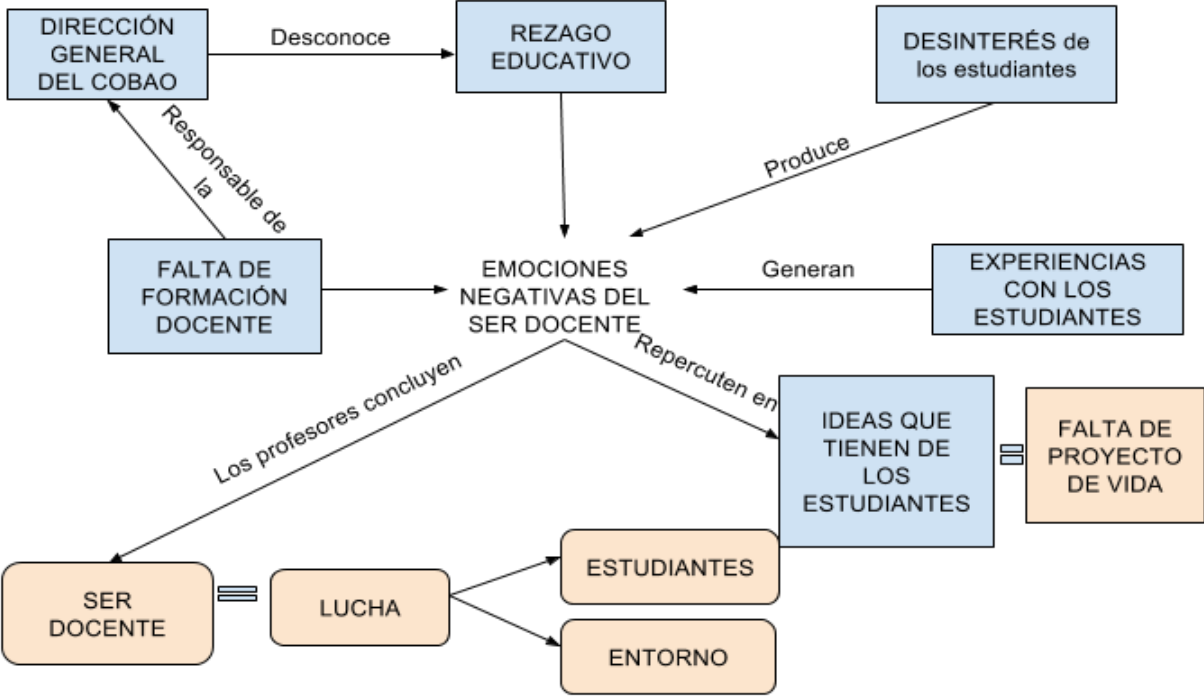 DIRECCIÓN
GENERAL
DEL COBAO
Desconoce
REZAGO
EDUCATIVO
DESINTERÉS de
los estudiantes
Responsable de
la
Produce
FALTA DE
FORMACIÓN
DOCENTE
EMOCIONES
NEGATIVAS DEL
SER DOCENTE
Generan
EXPERIENCIAS
CON LOS
ESTUDIANTES
Los profesores concluyen
Repercuten en
IDEAS QUE
TIENEN DE
LOS
ESTUDIANTES
=
FALTA DE
PROYECTO
DE VIDA
SER
DOCENTE
=
LUCHA
ESTUDIANTES
ENTORNO